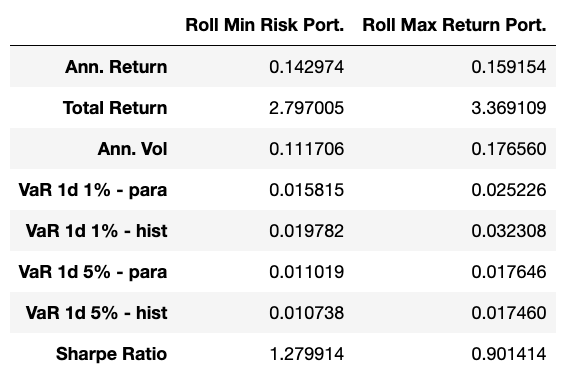 Roll Min Risk Port. Roll Max Return Port.
Ann. Return 0.142974 0.159154
Total Return 2.797005 3.369109
Ann. Vol 0.111706 0.176560
VaR 1d 1% - para 0.015815 0.025226
VaR 1d 1% - hist 0.019782 0.032308
VaR 1d 5% - para 0.011019 0.017646
VaR 1d 5% - hist 0.010738 0.017460
Sharpe Ratio 1.279914 0.901414